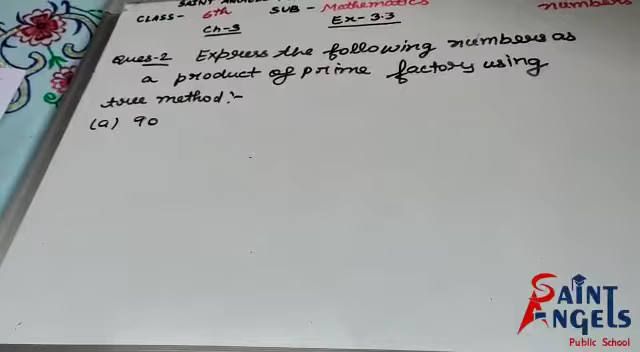 CLASS- 6th SUB - Mathematics numbers
Ch-3 Ex-3.3
Ques-2 Express the following numbers as
a product of prime factors using
tree method:-
(a) 90
SAINT
ANGELS
Public School